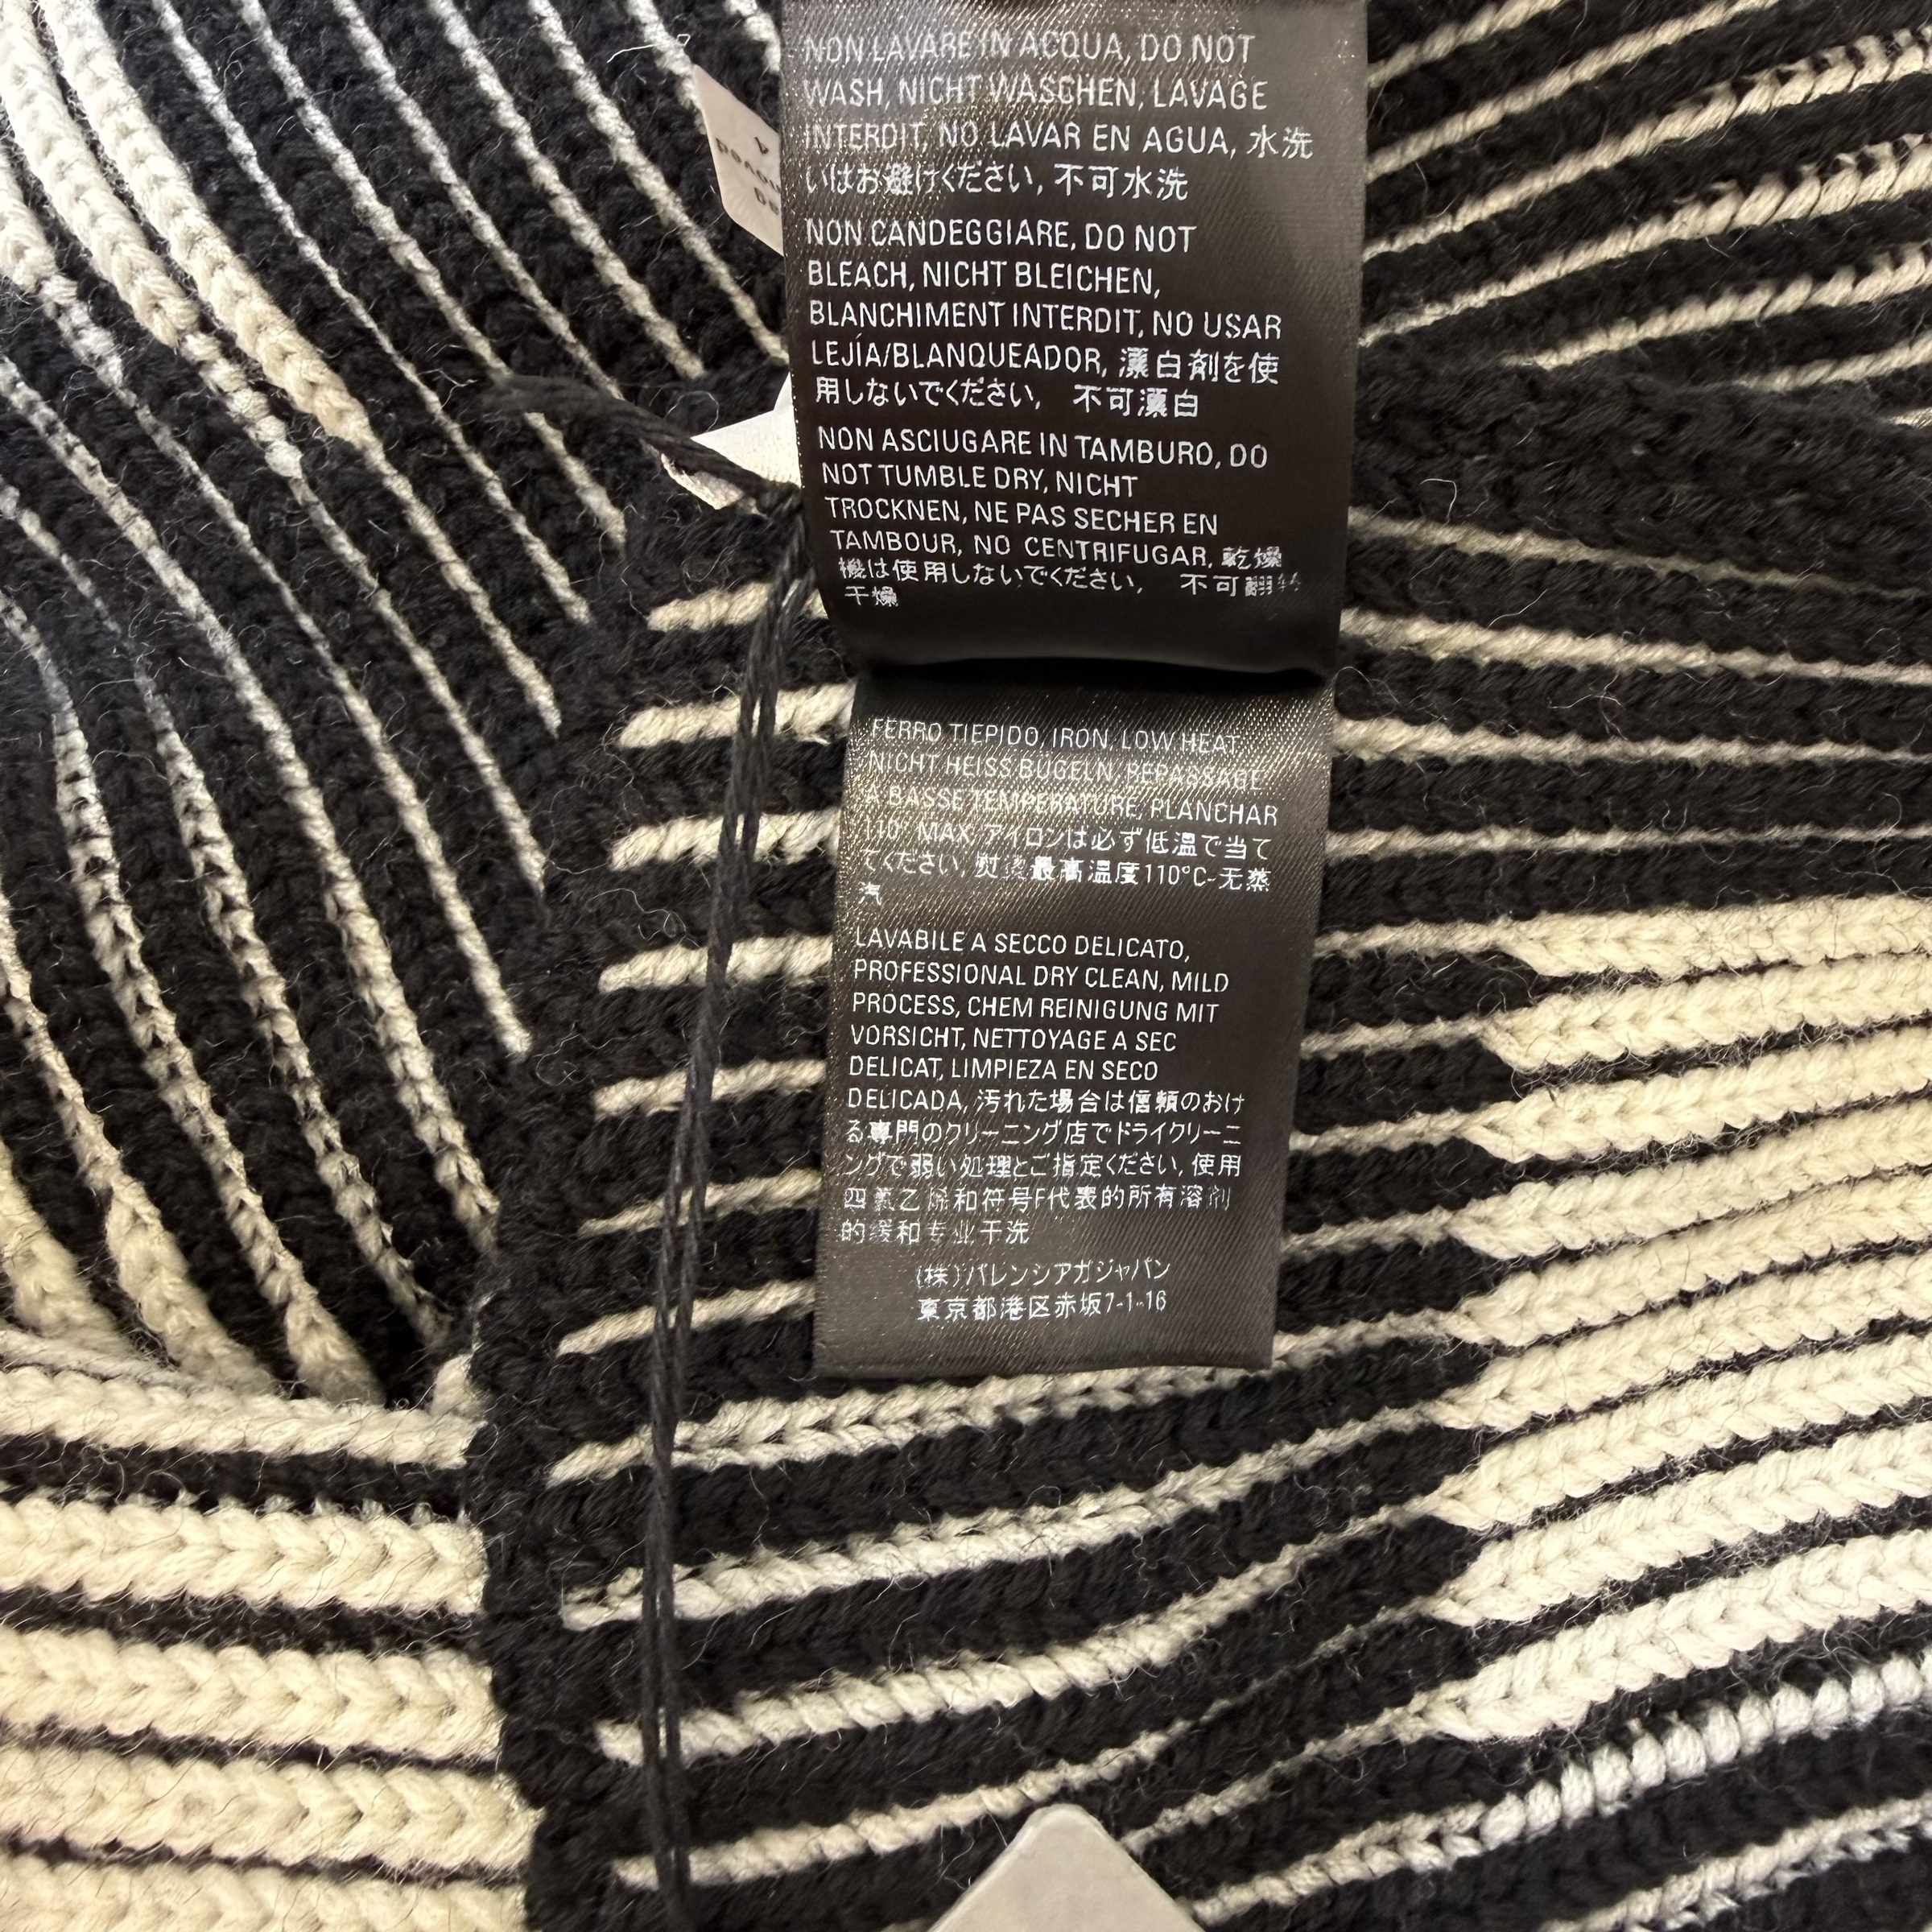 NON LAVARE IN ACQUA, DO NOT
WASH, NICHT WASCHEN, LAVAGE
INTERDIT, NO LAVAR EN AGUA, 水洗
いはお避けください, 不可水洗
NON CANDEGGIARE, DO NOT
BLEACH, NICHT BLEICHEN,
BLANCHIMENT INTERDIT, NO USAR
LEJÍA/BLANQUEADOR, 漂白剤を使
用しないでください, 不可漂白
NON ASCIUGARE IN TAMBURO, DO
NOT TUMBLE DRY, NICHT
TROCKNEN, NE PAS SECHER EN
TAMBOUR, NO CENTRIFUGAR, 乾燥
機は使用しないでください, 不可翻转
干燥
FERRO TIEPIDO, IRON, LOW HEAT,
NICHT HEISS BUGELN, REPASSAGE
A BASSE TEMPERATURE, PLANCHAR
110° MAX, アイロンは必ず低温で当て
てください, 熨烫最高温度110°C-无蒸
汽
LAVABILE A SECCO DELICATO,
PROFESSIONAL DRY CLEAN, MILD
PROCESS, CHEM REINIGUNG MIT
VORSICHT, NETTOYAGE A SEC
DELICAT, LIMPIEZA EN SECO
DELICADA, 汚れた場合は信頼のおけ
る専門のクリーニング店でドライクリーニ
ングで弱い処理とご指定ください, 使用
四氯乙烯和符号F代表的所有溶剂
的缓和专业干洗
(株)バレンシアガジャパン
東京都港区赤坂7-1-16